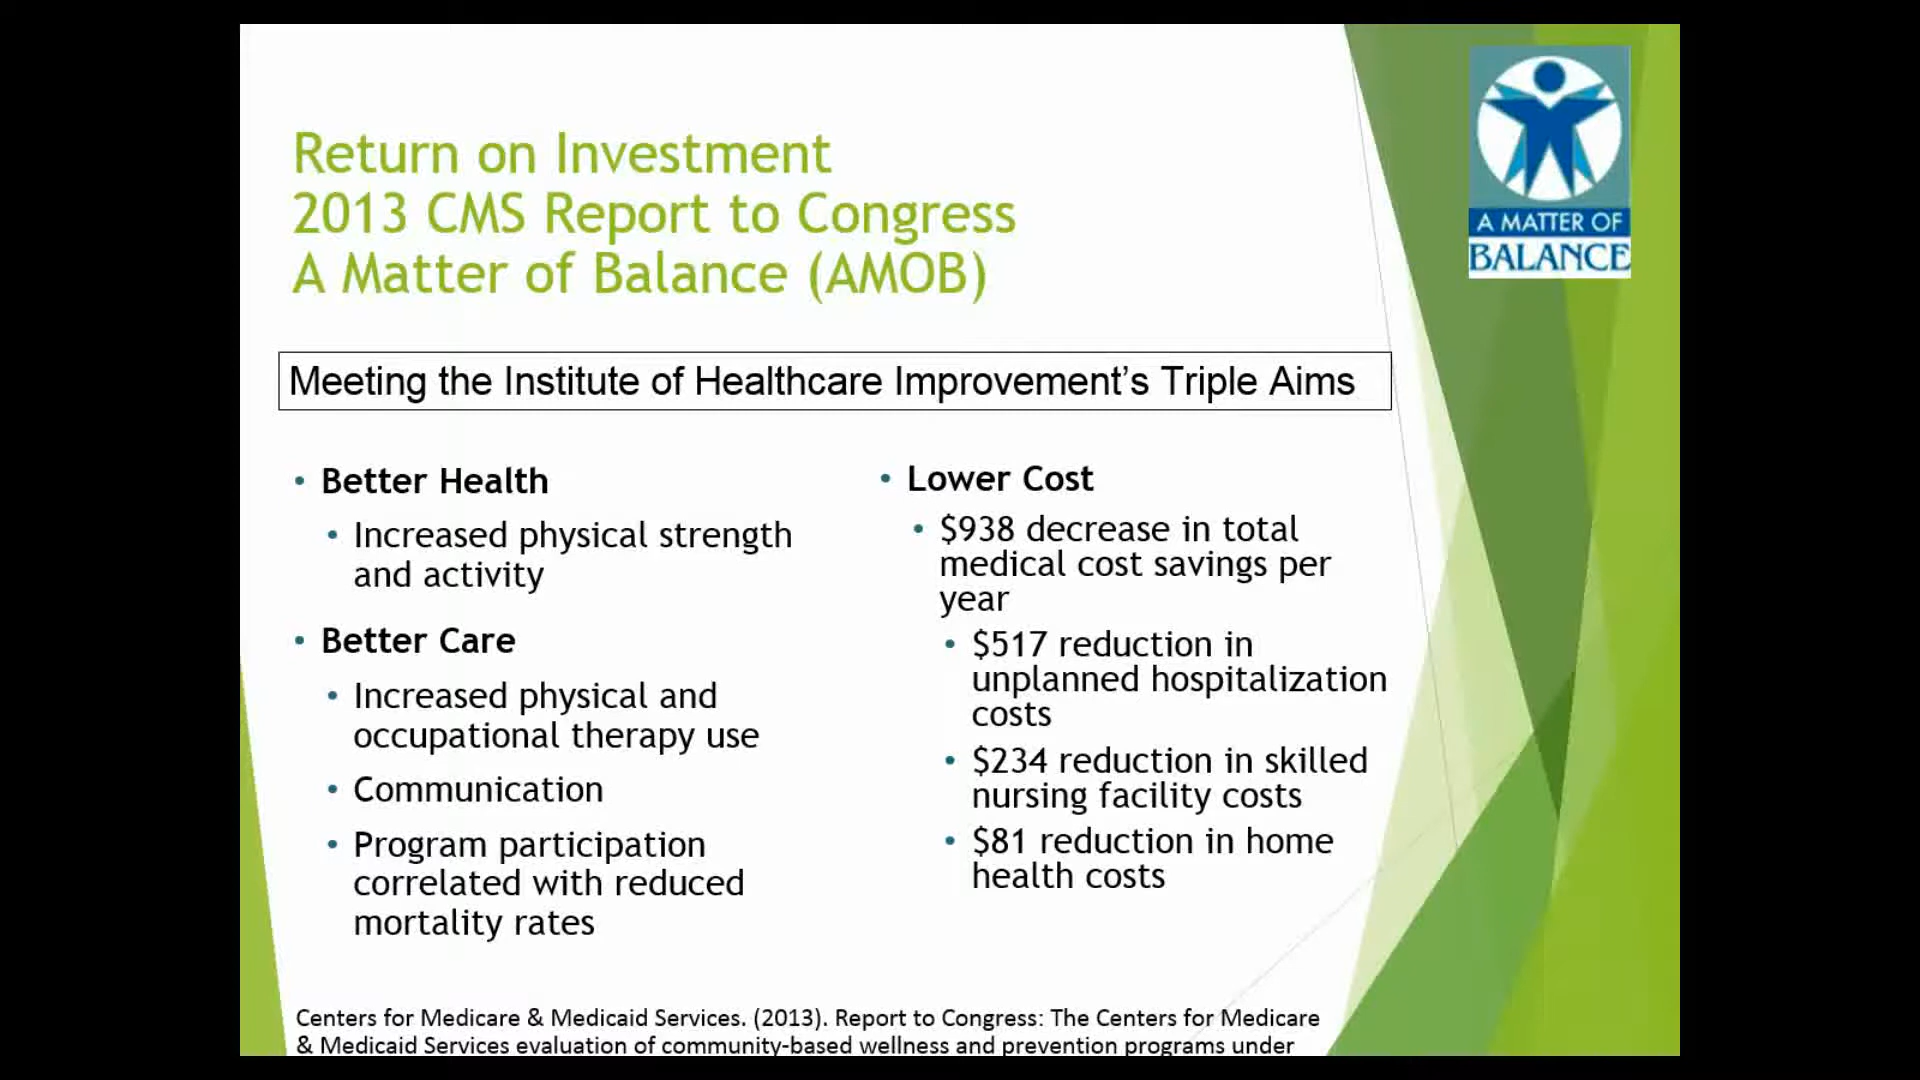 Return on Investment
2013 CMS Report to Congress
A Matter of Balance (AMOB)
A MATTER OF
BALANCE
Meeting the Institute of Healthcare Improvement’s Triple Aims
• Better Health
• Increased physical strength
and activity
• Better Care
• Increased physical and
occupational therapy use
• Communication
• Program participation
correlated with reduced
mortality rates
• Lower Cost
• $938 decrease in total
medical cost savings per
year
• $517 reduction in
unplanned hospitalization
costs
• $234 reduction in skilled
nursing facility costs
• $81 reduction in home
health costs
Centers for Medicare & Medicaid Services. (2013). Report to Congress: The Centers for Medicare
& Medicaid Services evaluation of community-based wellness and prevention programs under